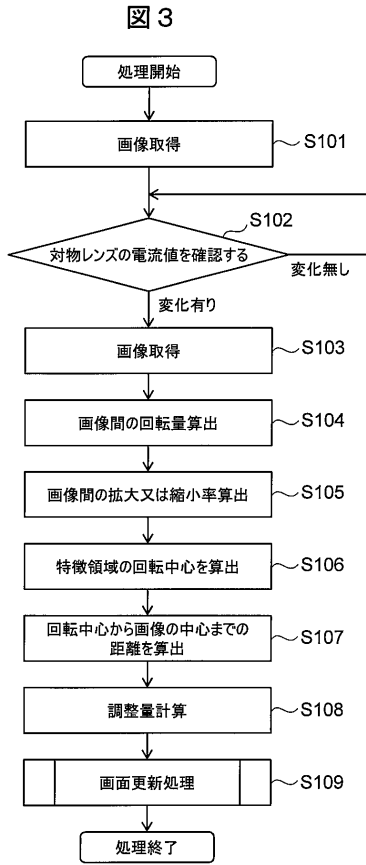 図3
処理開始
画像取得
S101
S102
対物レンズの電流値を確認する
変化無し
変化有り
画像取得
S103
画像間の回転量算出
S104
画像間の拡大又は縮小率算出
S105
特徴領域の回転中心を算出
S106
回転中心から画像の中心までの
距離を算出
S107
調整量計算
S108
画面更新処理
S109
処理終了